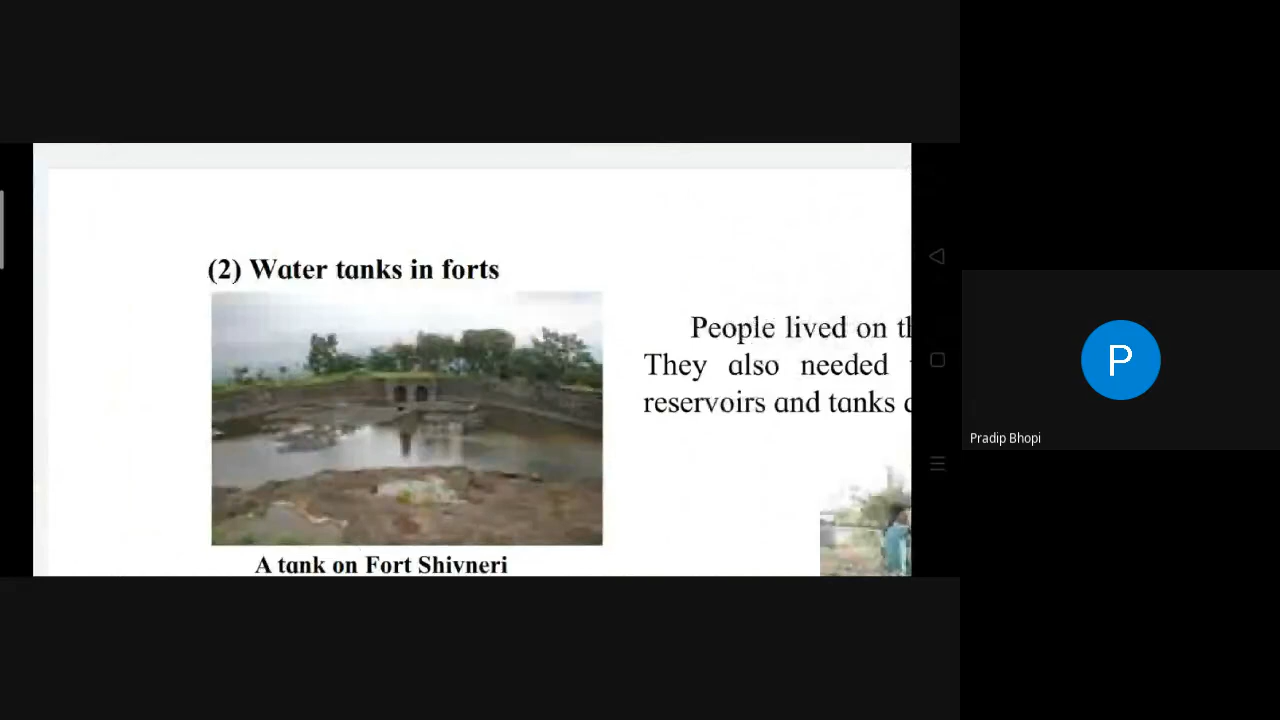 (2) Water tanks in forts
People lived on
They also needed
reservoirs and tanks
A tank on Fort Shivneri
P
Pradip Bhopi